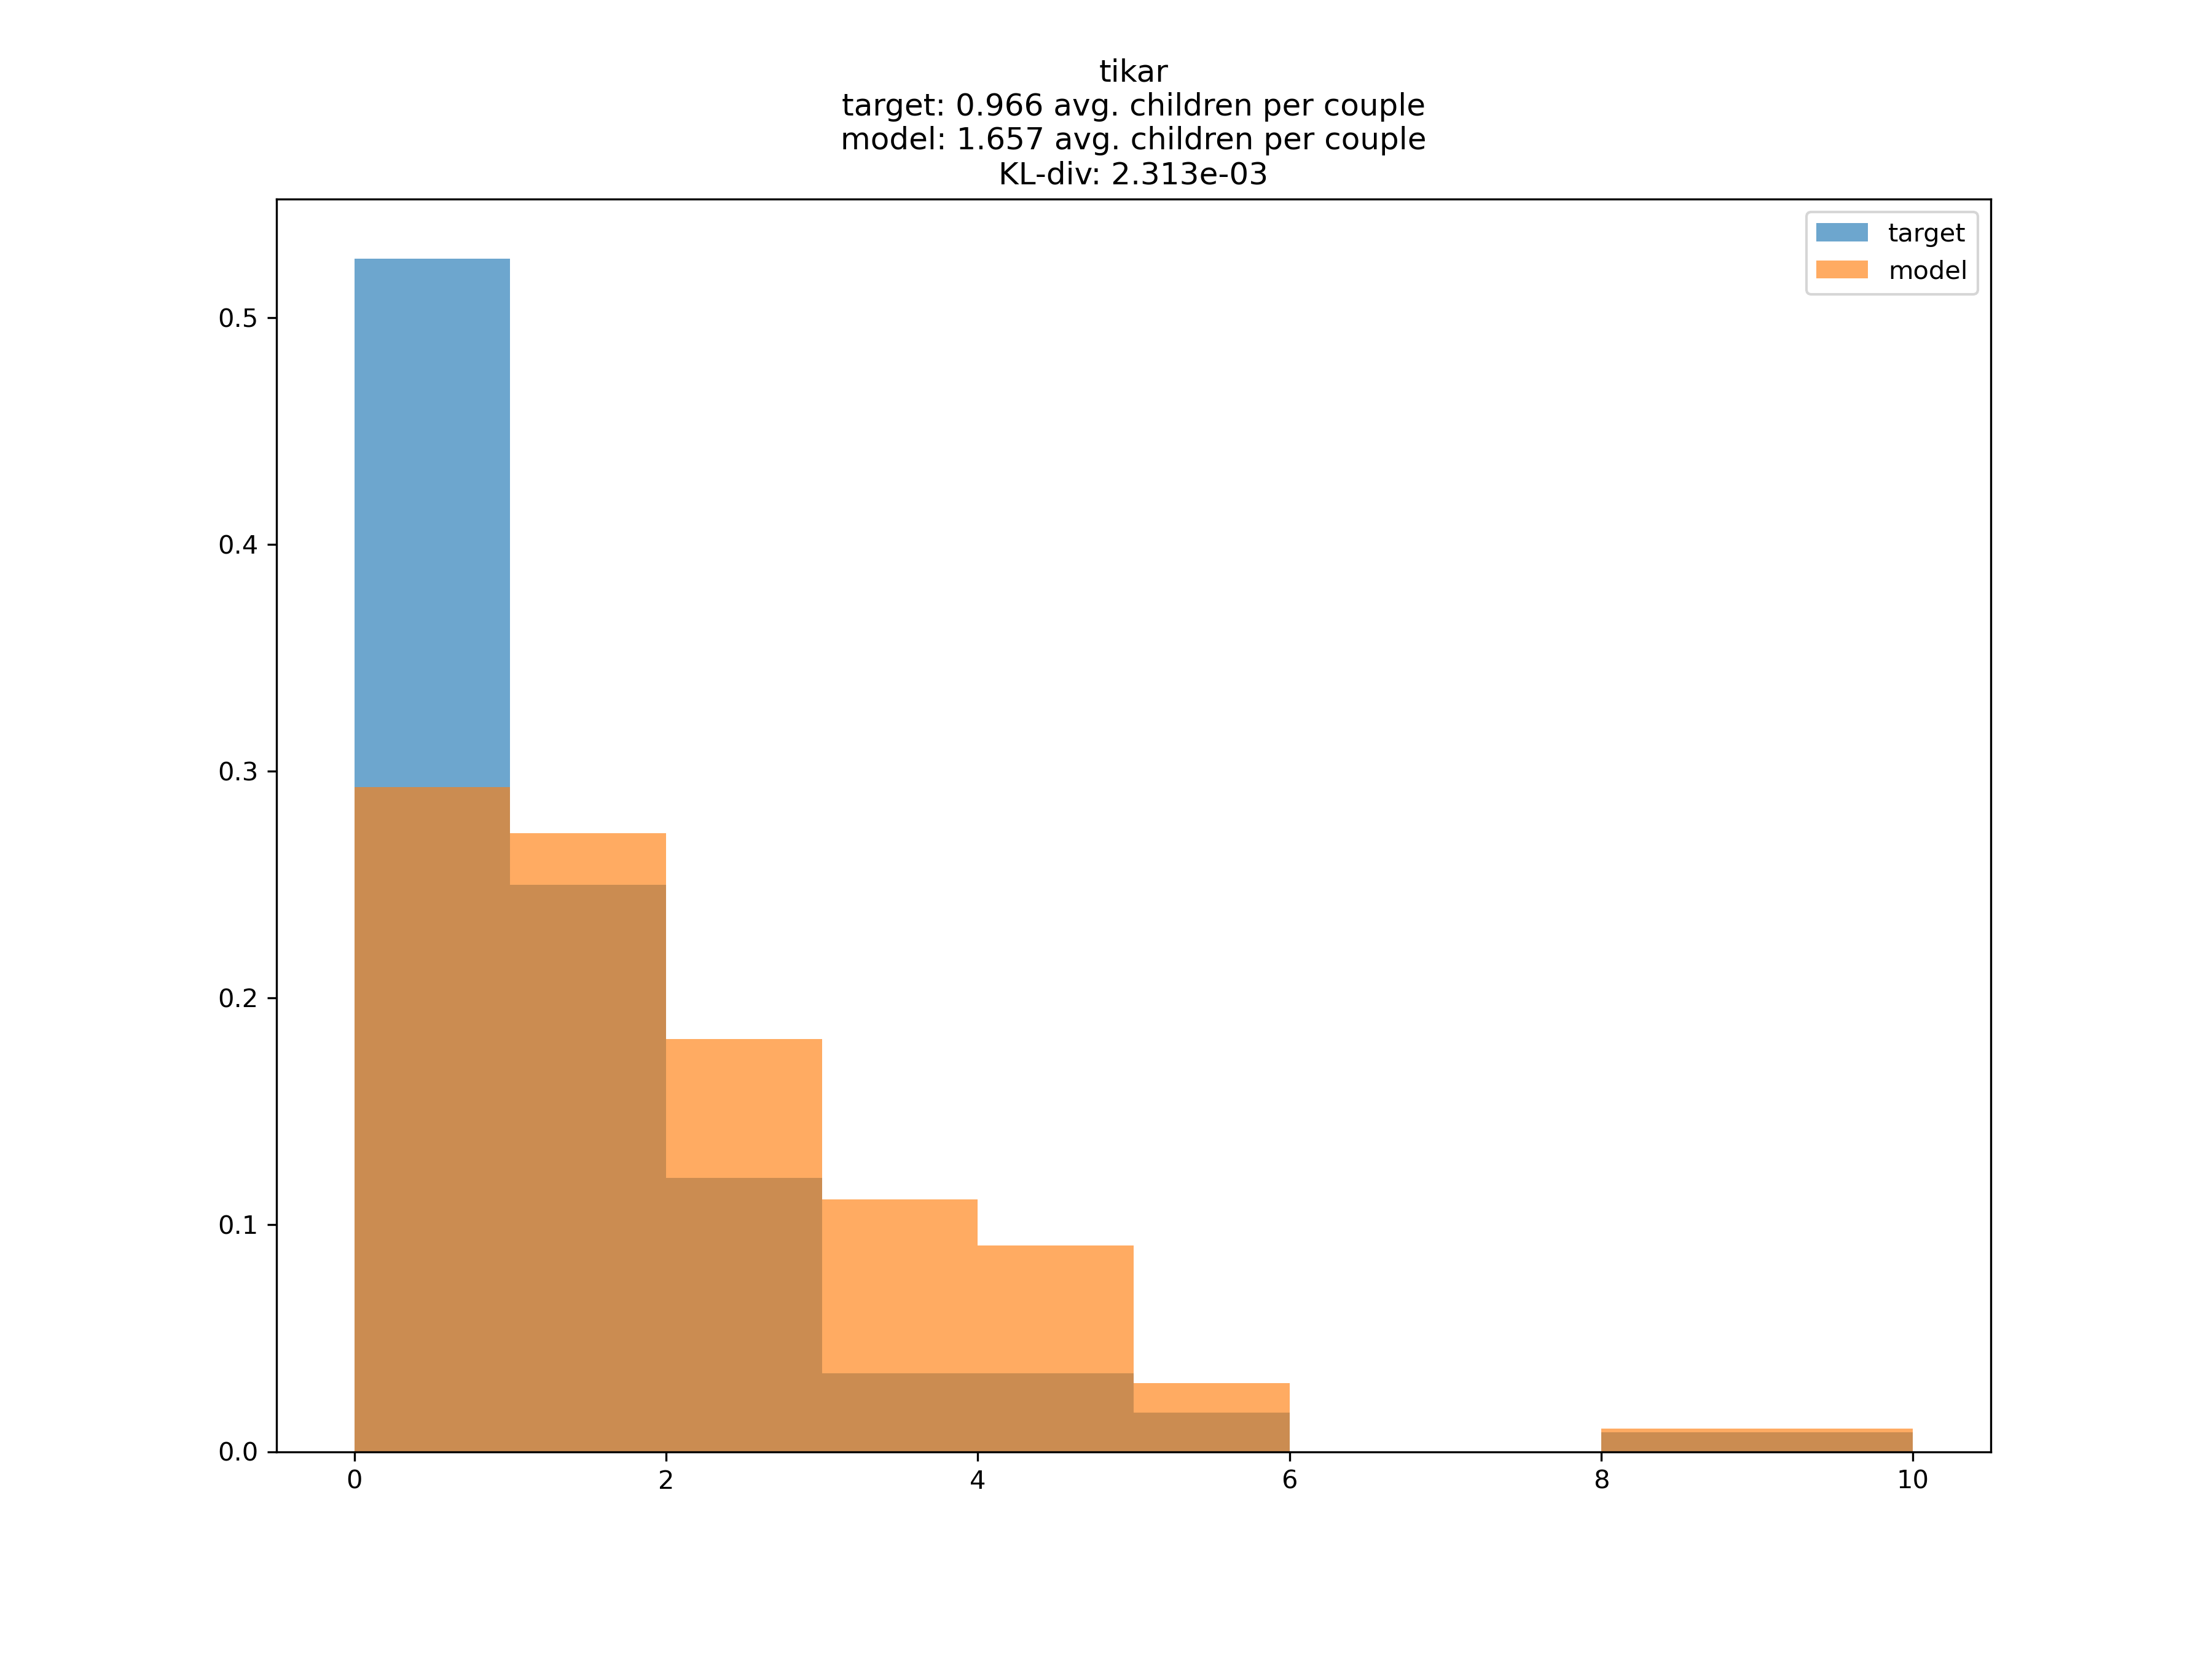 tikar
target: 0.966 avg. children per couple
model: 1.657 avg. children per couple
KL-div: 2.313e-03
target
model
0.5
0.4
0.3
0.2
0.1
0.0
0 2 4 6 8 10